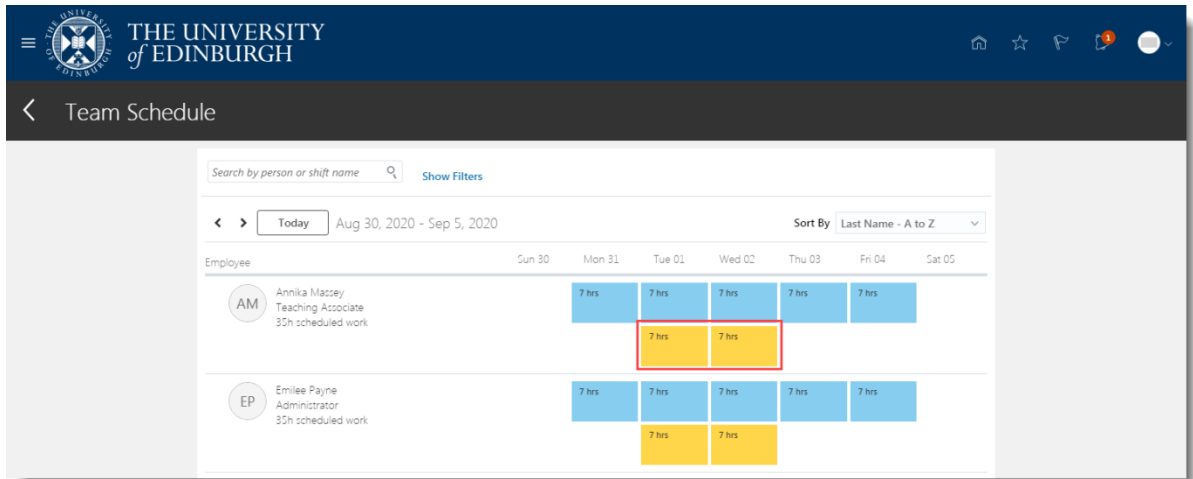 THE UNIVERSITY
of EDINBURGH
UNIVERSITY
EDINBURGH
1
Team Schedule
Search by person or shift name
Show Filters
Today Aug 30, 2020 - Sep 5, 2020 Sort By Last Name - A to Z
Employee Sun 30 Mon 31 Tue 01 Wed 02 Thu 03 Fri 04 Sat 05
AM
Annika Massey
Teaching Associate
35h scheduled work
7 hrs 7 hrs 7 hrs 7 hrs 7 hrs
7 hrs 7 hrs
EP
Emilee Payne
Administrator
35h scheduled work
7 hrs 7 hrs 7 hrs 7 hrs 7 hrs
7 hrs 7 hrs